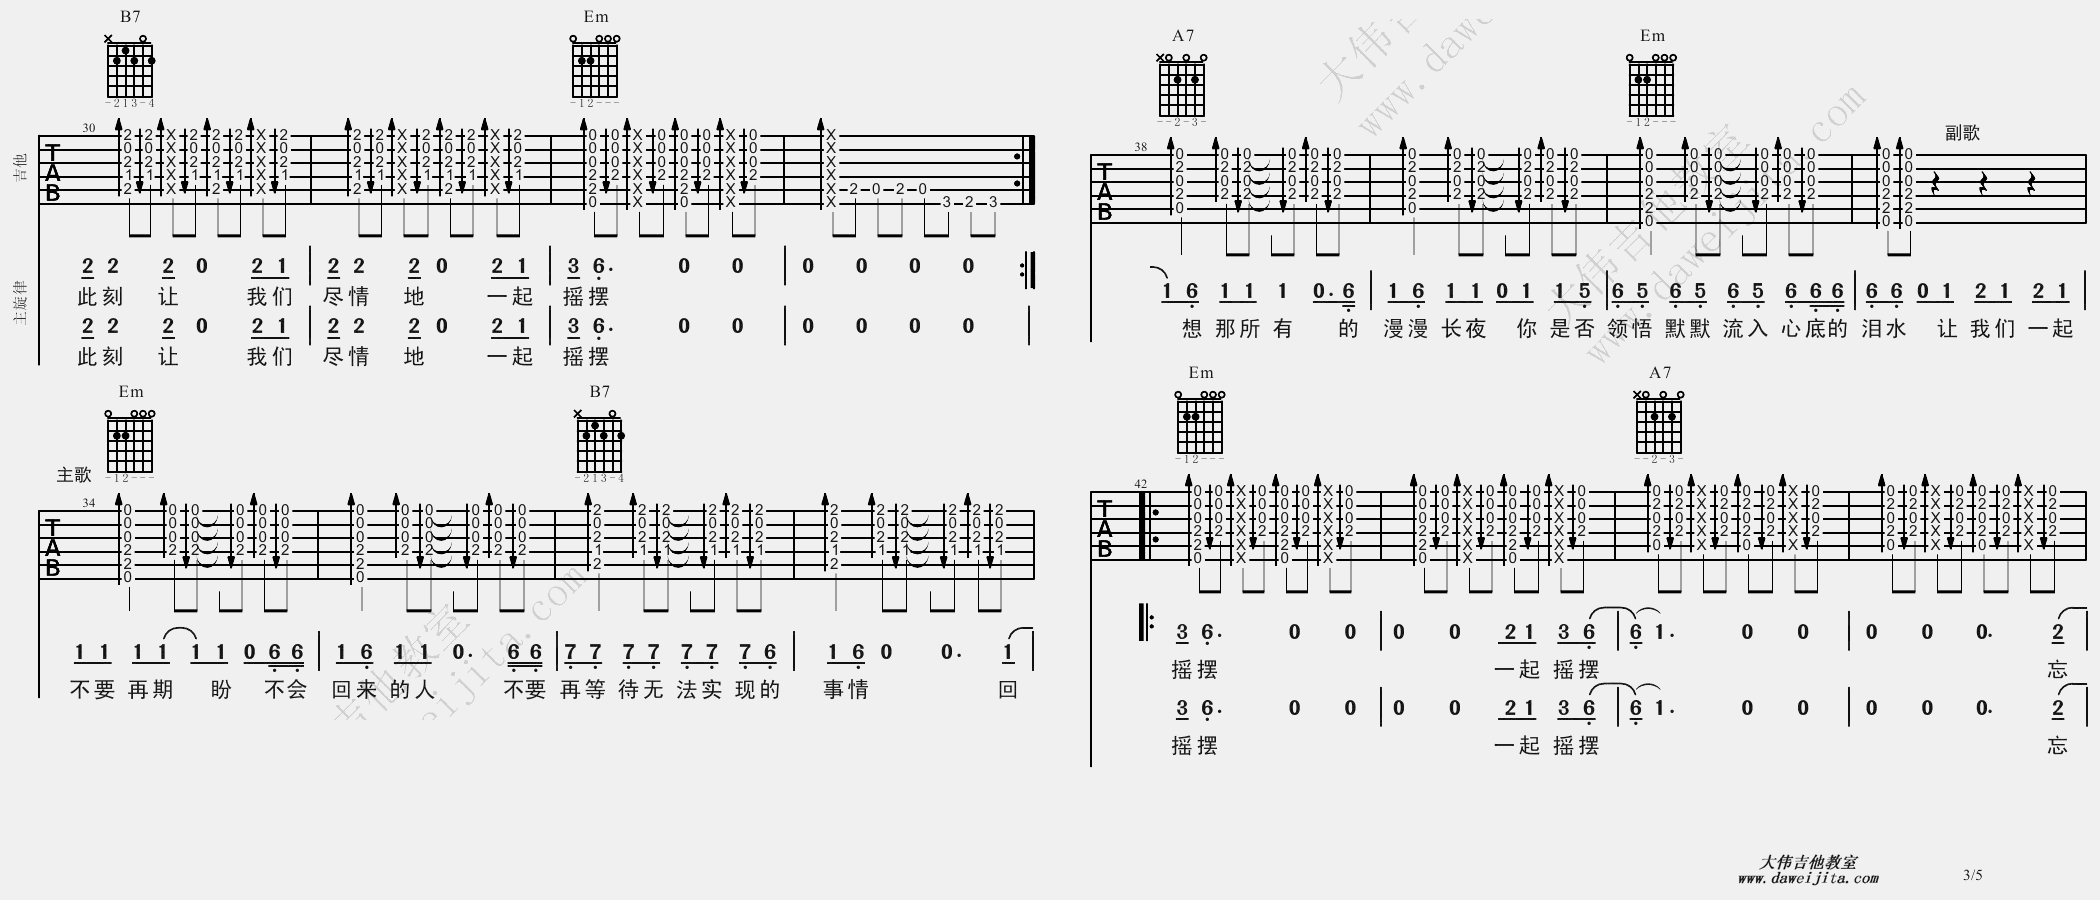 B7 Em
30
吉他
主旋律
2 2 2 0 2 1 2 2 2 0 2 1 3 6. 0 0 0 0 0 0
此刻 让 我们 尽情 地 一起 摇摆
2 2 2 0 2 1 2 2 2 0 2 1 3 6. 0 0 0 0 0 0
此刻 让 我们 尽情 地 一起 摇摆
Em B7
主歌
34
1 1 1 1 1 1 0 6 6 1 6 1 1 0. 6 6 7 7 7 7 7 7 7 6 1 6 0 0. 1
不要 再期 盼 不会 回来 的人 不要 再等 待无 法实 现的 事情 回
A7 Em
38
副歌
1 6 1 1 1 0. 6 1 6 1 1 0 1 1 5 6 5 6 5 6 5 6 6 6 6 6 0 1 2 1 2 1
想 那所 有 的 漫漫 长夜 你 是否 领悟 默默 流入 心底的 泪水 让 我们 一起
Em A7
42
3 6. 0 0 0 0 2 1 3 6 6 1. 0 0 0 0 0. 2
摇摆 一起 摇摆 忘
3 6. 0 0 0 0 2 1 3 6 6 1. 0 0 0 0 0. 2
摇摆 一起 摇摆 忘
大伟吉他教室
www.daweijita.com
3/5